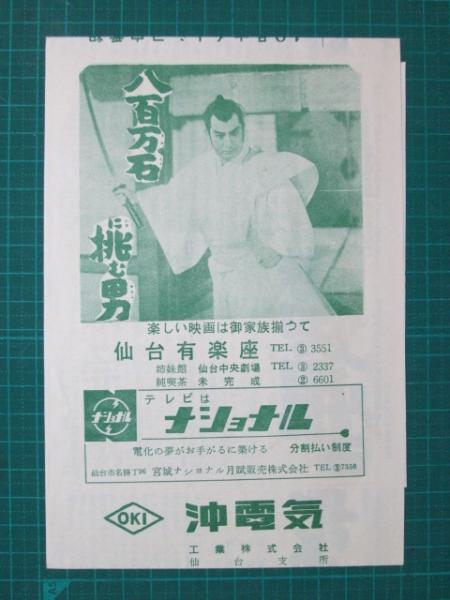 八百万石
に挑む男
楽しい映画は御家族揃つて
仙台有楽座 TEL ③ 3551
姉妹館 仙台中央劇場 ③ 2337
純喫茶 未完成 ② 6601
テレビは
ナショナル
ナショナル
電化の夢がお手がるに築ける 分割払い制度
宮城ナショナル月賦販売株式会社 TEL ②7358
OKI 沖電気
工業株式会社
仙台支所